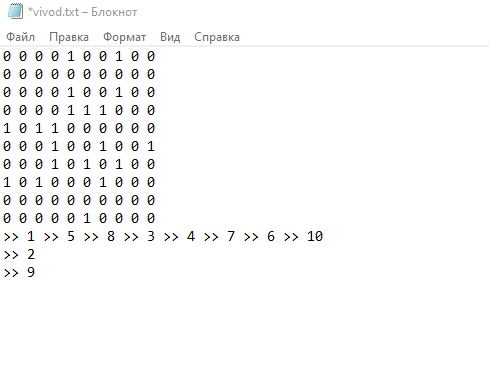 *vivod.txt – Блокнот
Файл Правка Формат Вид Справка
0 0 0 0 1 0 0 1 0 0
0 0 0 0 0 0 0 0 0 0
0 0 0 0 1 0 0 1 0 0
0 0 0 0 1 1 1 0 0 0
1 0 1 1 0 0 0 0 0 0
0 0 0 1 0 0 1 0 0 1
0 0 0 1 0 1 0 1 0 0
1 0 1 0 0 0 1 0 0 0
0 0 0 0 0 0 0 0 0 0
0 0 0 0 0 1 0 0 0 0
>> 1 >> 5 >> 8 >> 3 >> 4 >> 7 >> 6 >> 10
>> 2
>> 9